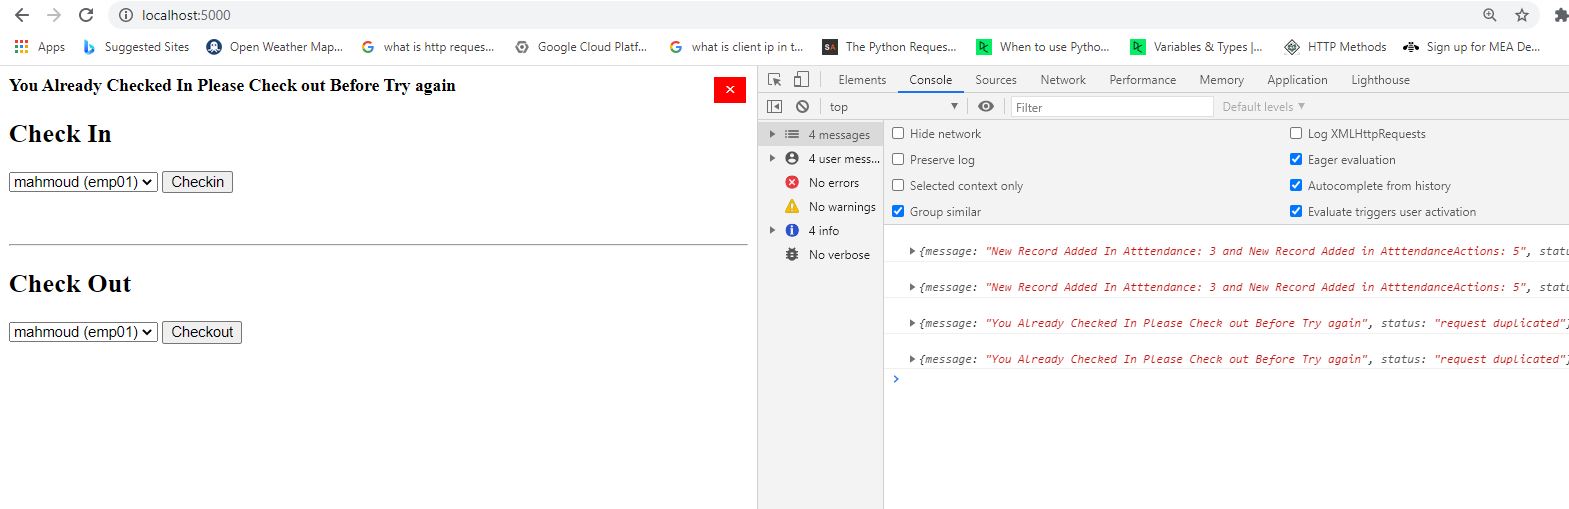 localhost:5000
Apps Suggested Sites Open Weather Map... what is http reques... Google Cloud Platf... what is client ip in t... The Python Reques... When to use Pytho... Variables & Types |... HTTP Methods Sign up for MEA De...
You Already Checked In Please Check out Before Try again
×
Check In
mahmoud (emp01) Checkin
Check Out
mahmoud (emp01) Checkout
Elements Console Sources Network Performance Memory Application Lighthouse
top Filter Default levels
4 messages
4 user mess...
No errors
No warnings
4 info
No verbose
Hide network Log XMLHttpRequests
Preserve log Eager evaluation
Selected context only Autocomplete from history
Group similar Evaluate triggers user activation
{message: "New Record Added In Atttendance: 3 and New Record Added in AtttendanceActions: 5", statu
{message: "New Record Added In Atttendance: 3 and New Record Added in AtttendanceActions: 5", statu
{message: "You Already Checked In Please Check out Before Try again", status: "request duplicated"}
{message: "You Already Checked In Please Check out Before Try again", status: "request duplicated"}